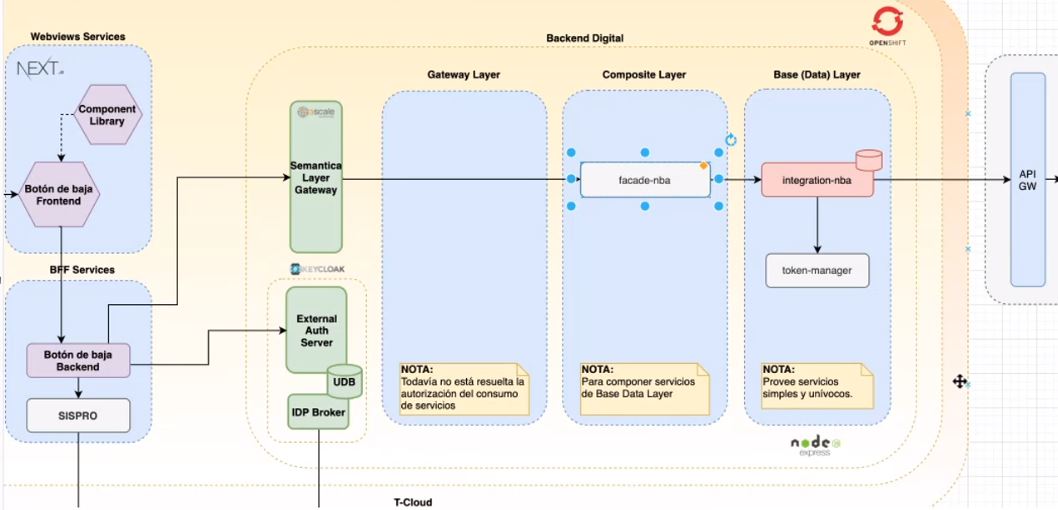 OPENSHIFT
Backend Digital
Webviews Services
NEXT.JS
Component
Library
Botón de baja
Frontend
BFF Services
Botón de baja
Backend
SISPRO
3scale
Semantica
Layer
Gateway
KEYCLOAK
External
Auth
Server
UDB
IDP Broker
Gateway Layer
NOTA:
Todavía no está resuelta la
autorización del consumo
de servicios
Composite Layer
facade-nba
NOTA:
Para componer servicios
de Base Data Layer
Base (Data) Layer
integration-nba
token-manager
NOTA:
Provee servicios
simples y unívocos.
node
express
API
GW
T-Cloud